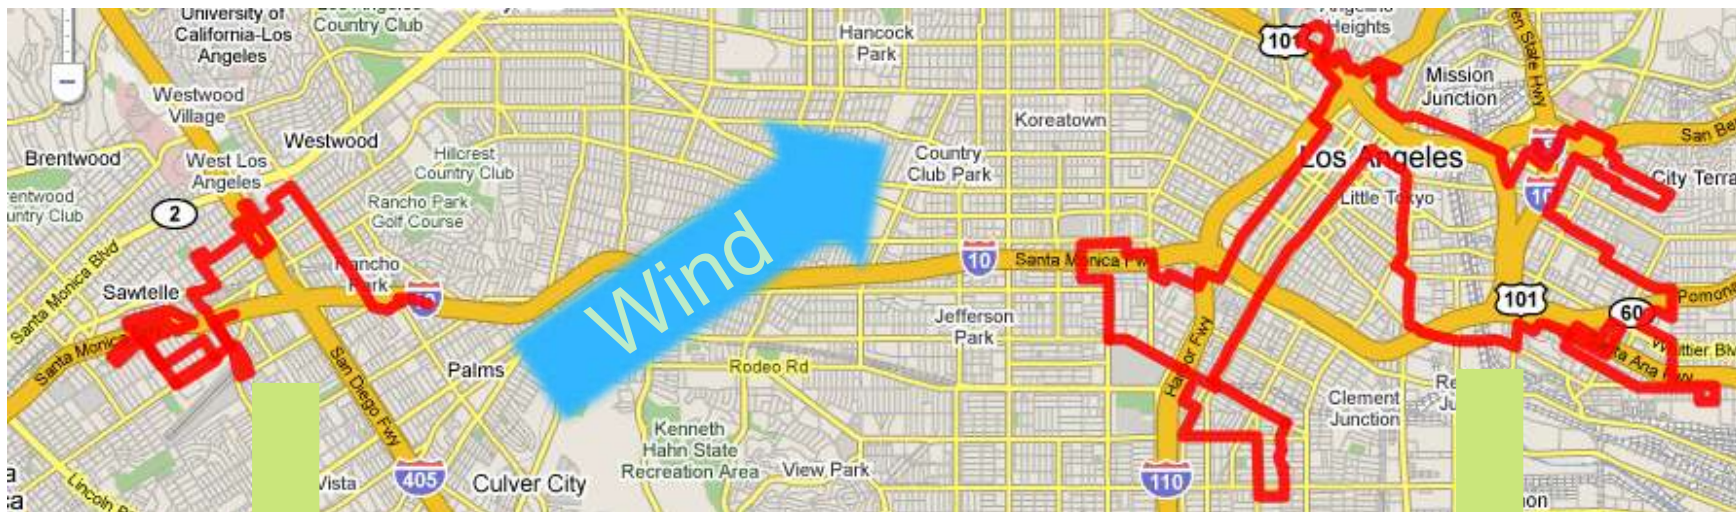 University of
California-Los
Angeles
Country Club
Hancock
Park
101
Heights
Mission
Junction
Westwood
Village
Westwood
Koreatown
Brentwood
West Los
Angeles
Hillcrest
Country Club
Country
Club Park
Los Angeles
10
City Terra
Rancho Park
Golf Course
Little Tokyo
2
Santa Monica Blvd
Wind
Rancho
Park
10
Santa Monica Fwy
Sawtelle
101
60
Pomona
Jefferson
Park
Santa Monica
San Diego Fwy
Harbor Fwy
Palms
Rodeo Rd
Whittier Blv
Santa Ana Fwy
Clement
Junction
Kenneth
Hahn State
Recreation Area
View Park
405
Vista
Culver City
110
Lincoln